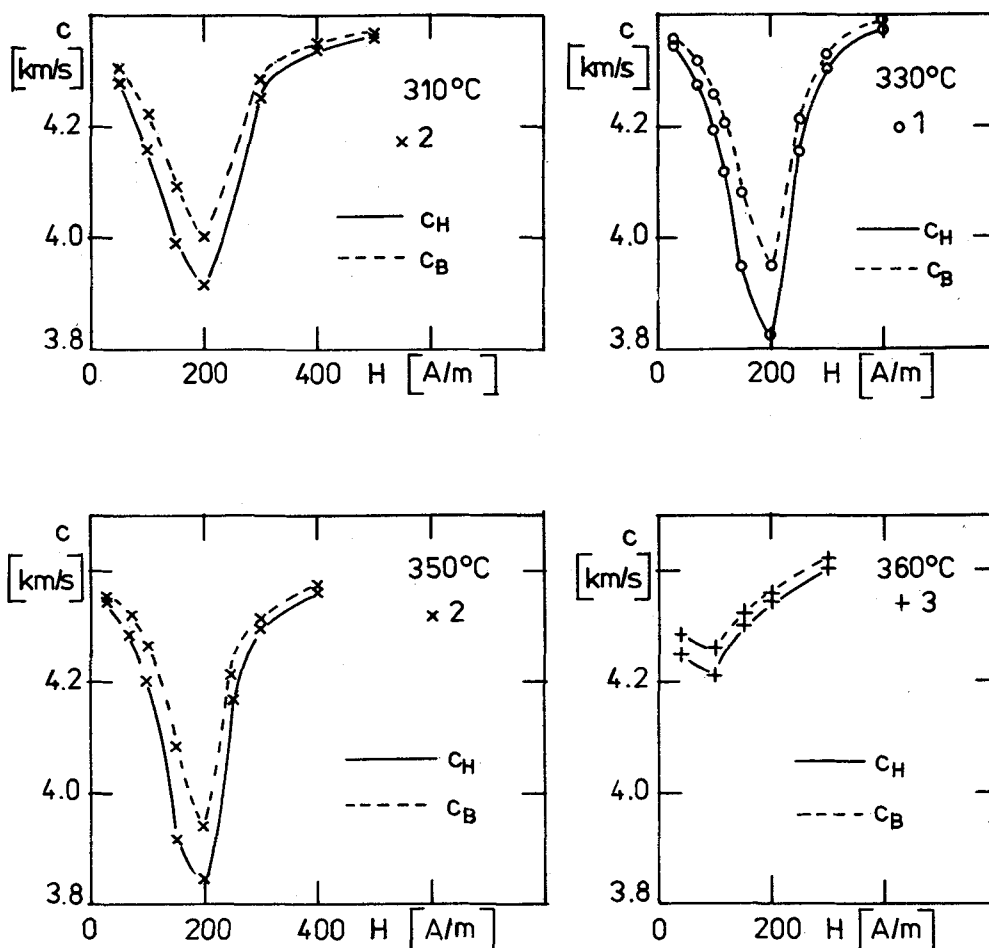 c
[km/s]
310°C
× 2
4.2
4.0
3.8
c_H
c_B
0 200 400 H [A/m]
c
[km/s]
330°C
o 1
4.2
4.0
3.8
c_H
c_B
0 200 H [A/m]
c
[km/s]
350°C
× 2
4.2
4.0
3.8
c_H
c_B
0 200 400 H [A/m]
c
[km/s]
360°C
+ 3
4.2
4.0
3.8
c_H
c_B
200 H [A/m]